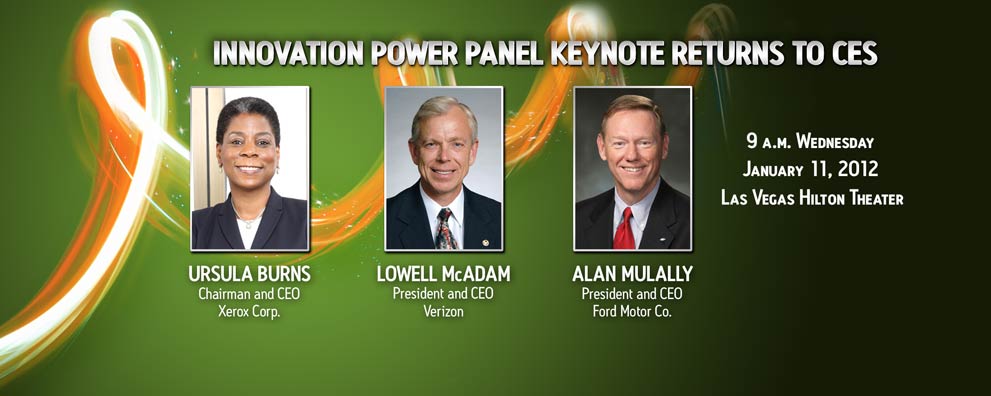 INNOVATION POWER PANEL KEYNOTE RETURNS TO CES
9 A.M. WEDNESDAY
JANUARY 11, 2012
LAS VEGAS HILTON THEATER
URSULA BURNS
Chairman and CEO
Xerox Corp.
LOWELL McADAM
President and CEO
Verizon
ALAN MULALLY
President and CEO
Ford Motor Co.